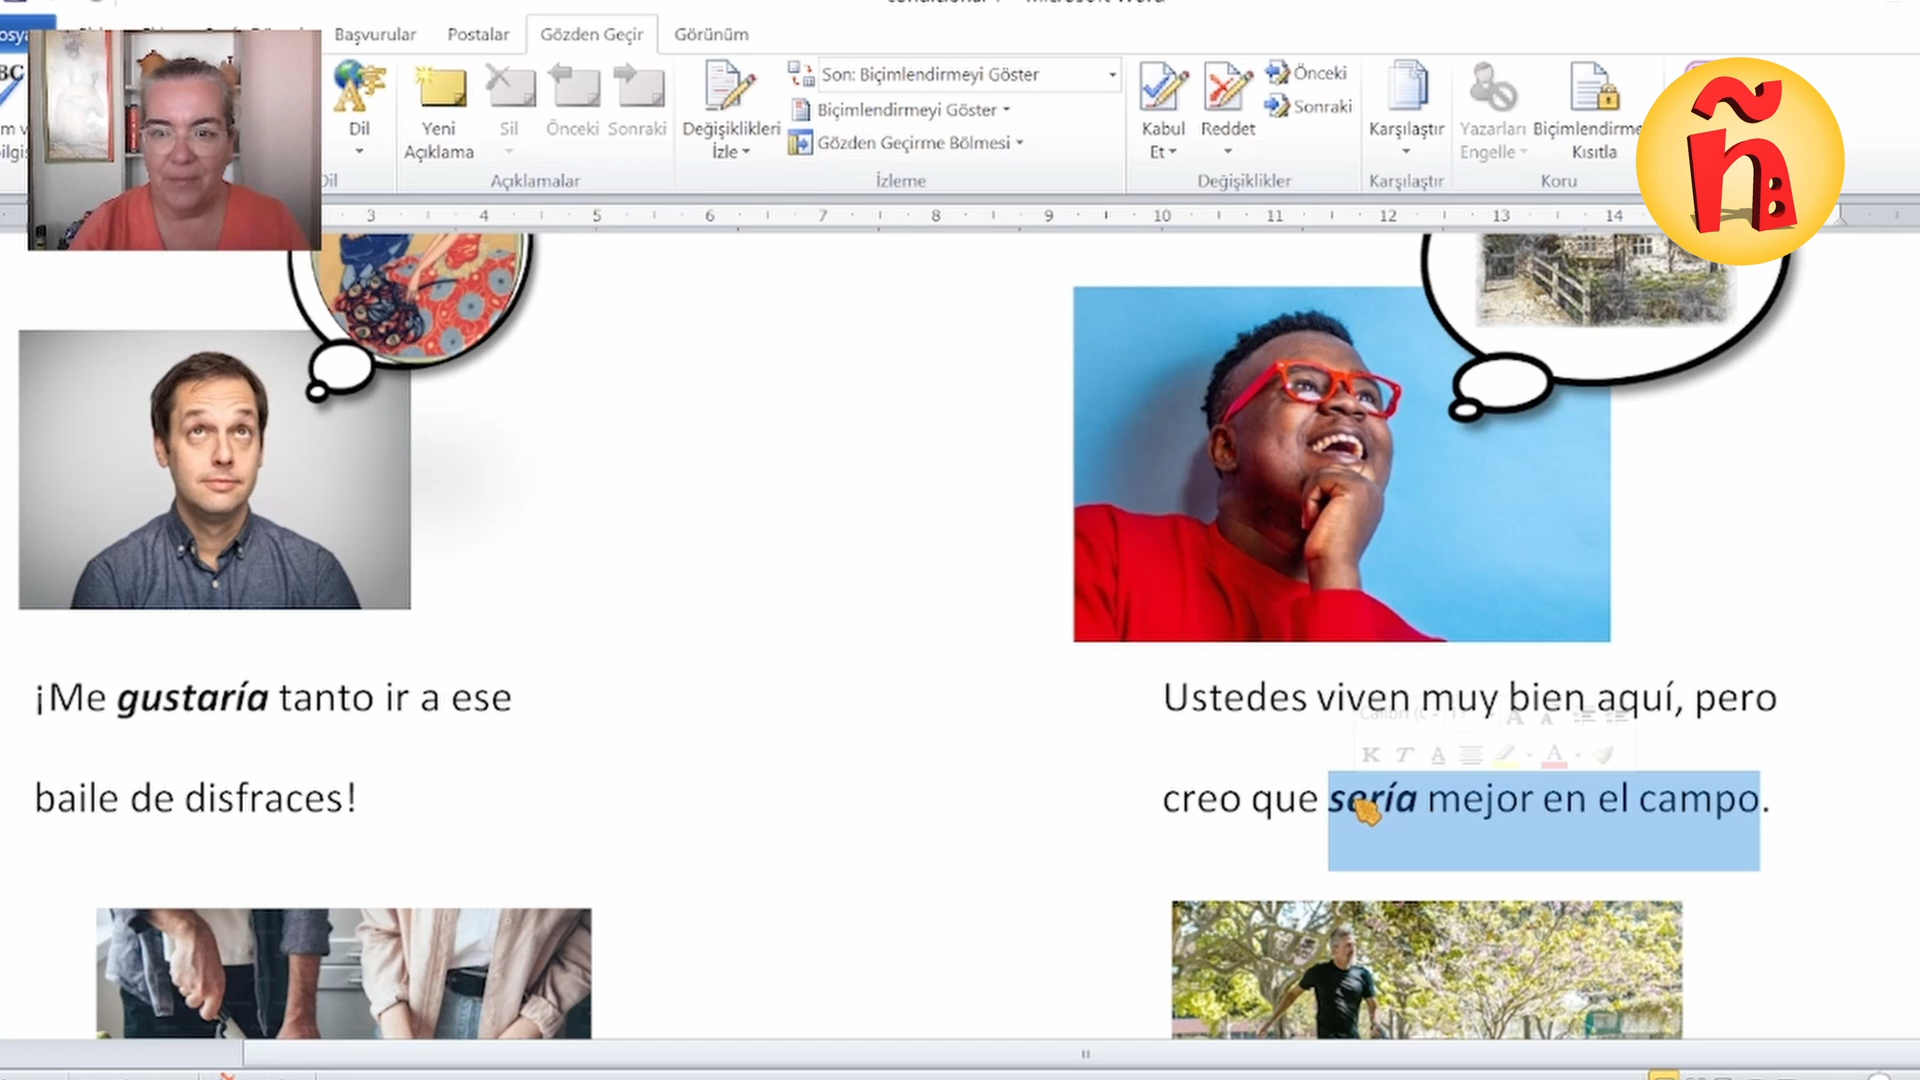 Microsoft Word
Başvurular
Postalar
Gözden Geçir
Görünüm
Dil
Yeni Açıklama
Sil
Önceki
Sonraki
Açıklamalar
Değişiklikleri İzle
Son: Biçimlendirmeyi Göster
Biçimlendirmeyi Göster
Gözden Geçirme Bölmesi
İzleme
Kabul Et
Reddet
Önceki
Sonraki
Değişiklikler
Karşılaştır
Karşılaştır
Yazarları Engelle
Biçimlendirme Kısıtla
Koru
ñ
3 4 5 6 7 8 9 10 11 12 13 14
¡Me gustaría tanto ir a ese
baile de disfraces!
Ustedes viven muy bien aquí, pero
K T A A
creo que sería mejor en el campo.